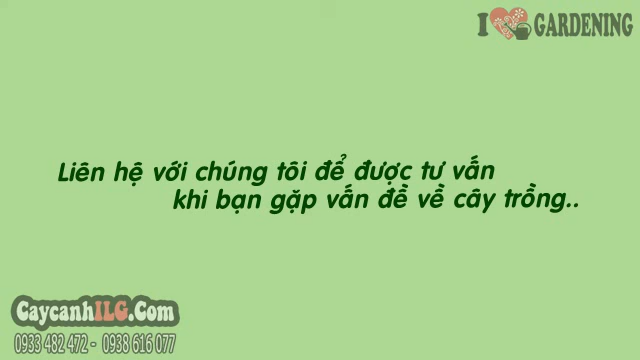 I GARDENING
Liên hệ với chúng tôi để được tư vấn
khi bạn gặp vấn đề về cây trồng..
CaycanhILG.Com
0933 482 472 - 0938 616 077